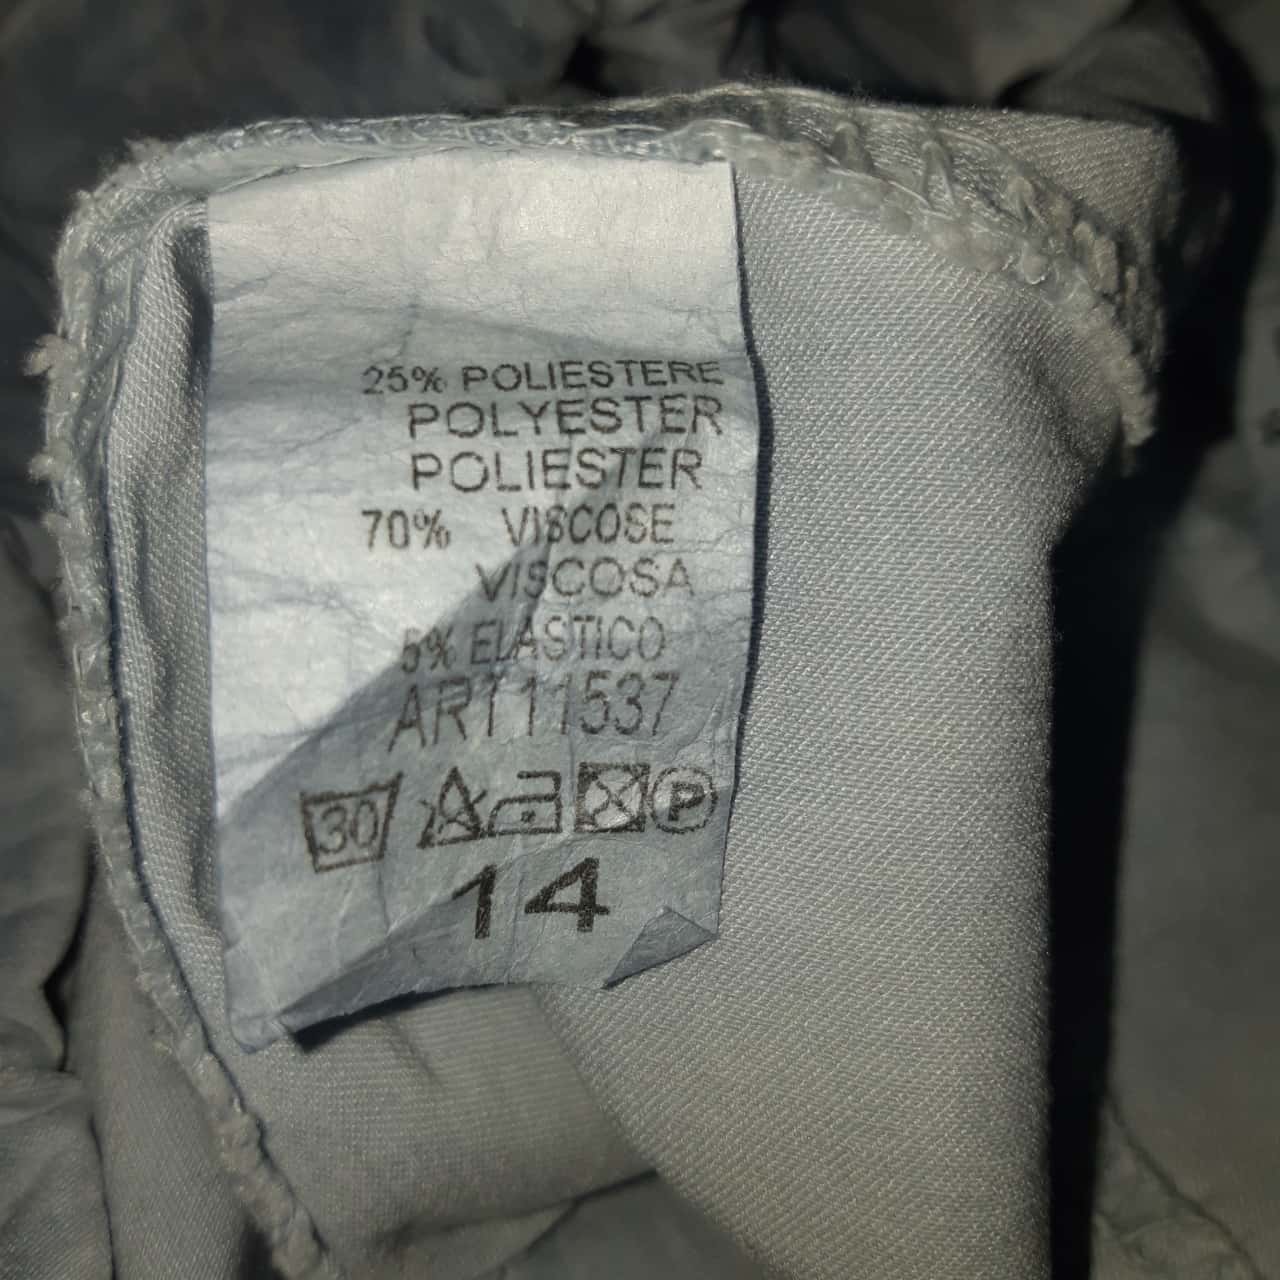 25% POLIESTERE
POLYESTER
POLIESTER
70% VISCOSE
VISCOSA
5% ELASTICO
ART11537
30 P
14